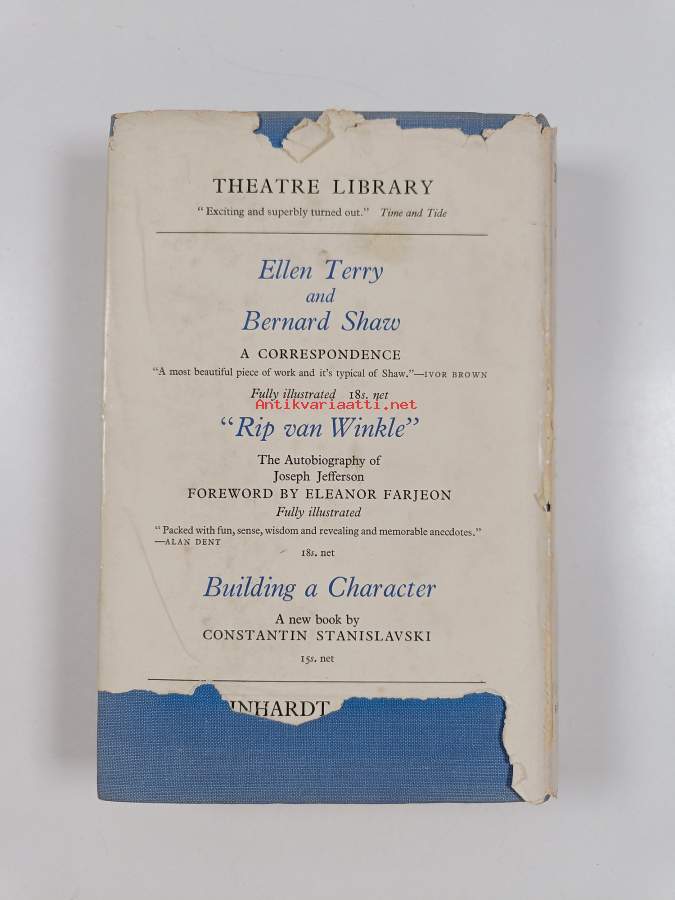 THEATRE LIBRARY
“Exciting and superbly turned out.” Time and Tide
Ellen Terry
and
Bernard Shaw
A CORRESPONDENCE
“A most beautiful piece of work and it's typical of Shaw.”—IVOR BROWN
Fully illustrated 18s. net
Antikvariaatti.net
“Rip van Winkle”
The Autobiography of
Joseph Jefferson
FOREWORD BY ELEANOR FARJEON
Fully illustrated
“Packed with fun, sense, wisdom and revealing and memorable anecdotes.”
—ALAN DENT
18s. net
Building a Character
A new book by
CONSTANTIN STANISLAVSKI
15s. net
INHARDT